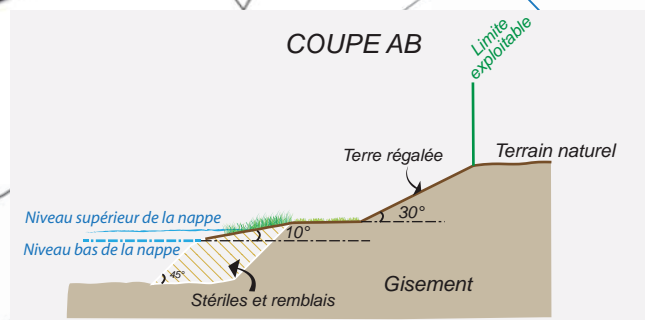 COUPE AB
Limite
exploitable
Terre régalée
Terrain naturel
30°
Niveau supérieur de la nappe
10°
Niveau bas de la nappe
45°
Gisement
Stériles et remblais